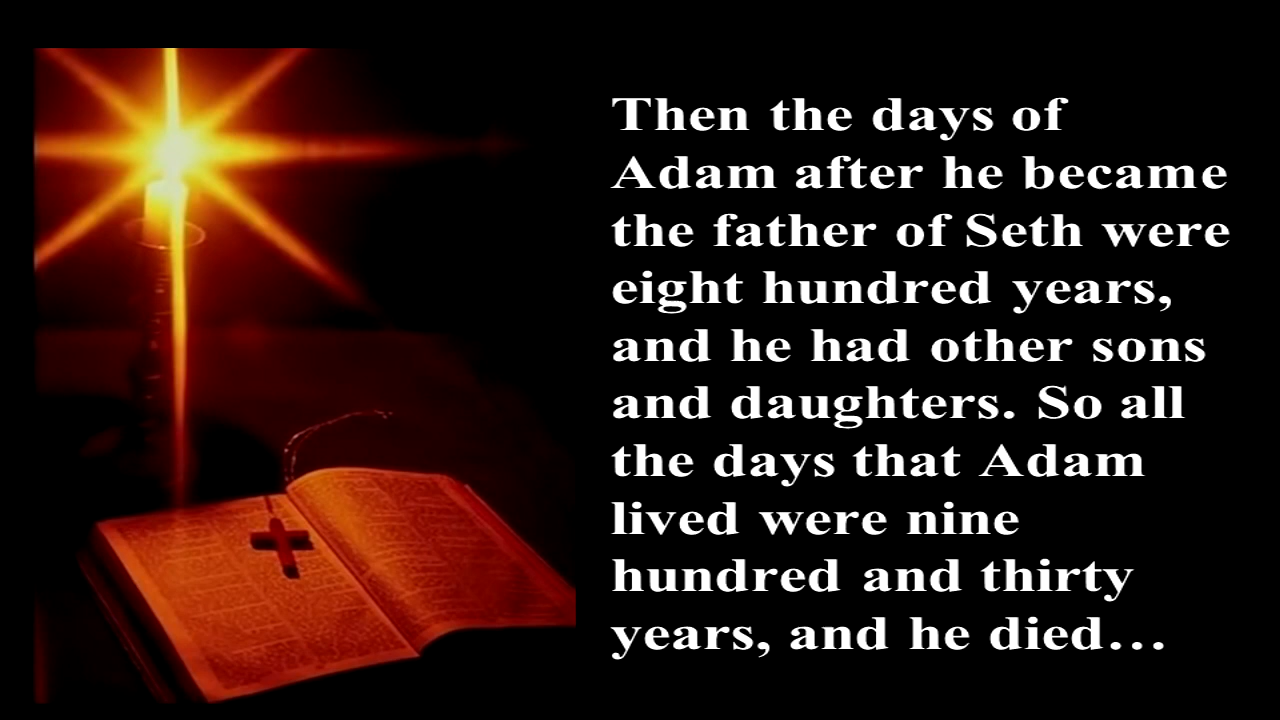 Then the days of
Adam after he became
the father of Seth were
eight hundred years,
and he had other sons
and daughters. So all
the days that Adam
lived were nine
hundred and thirty
years, and he died…